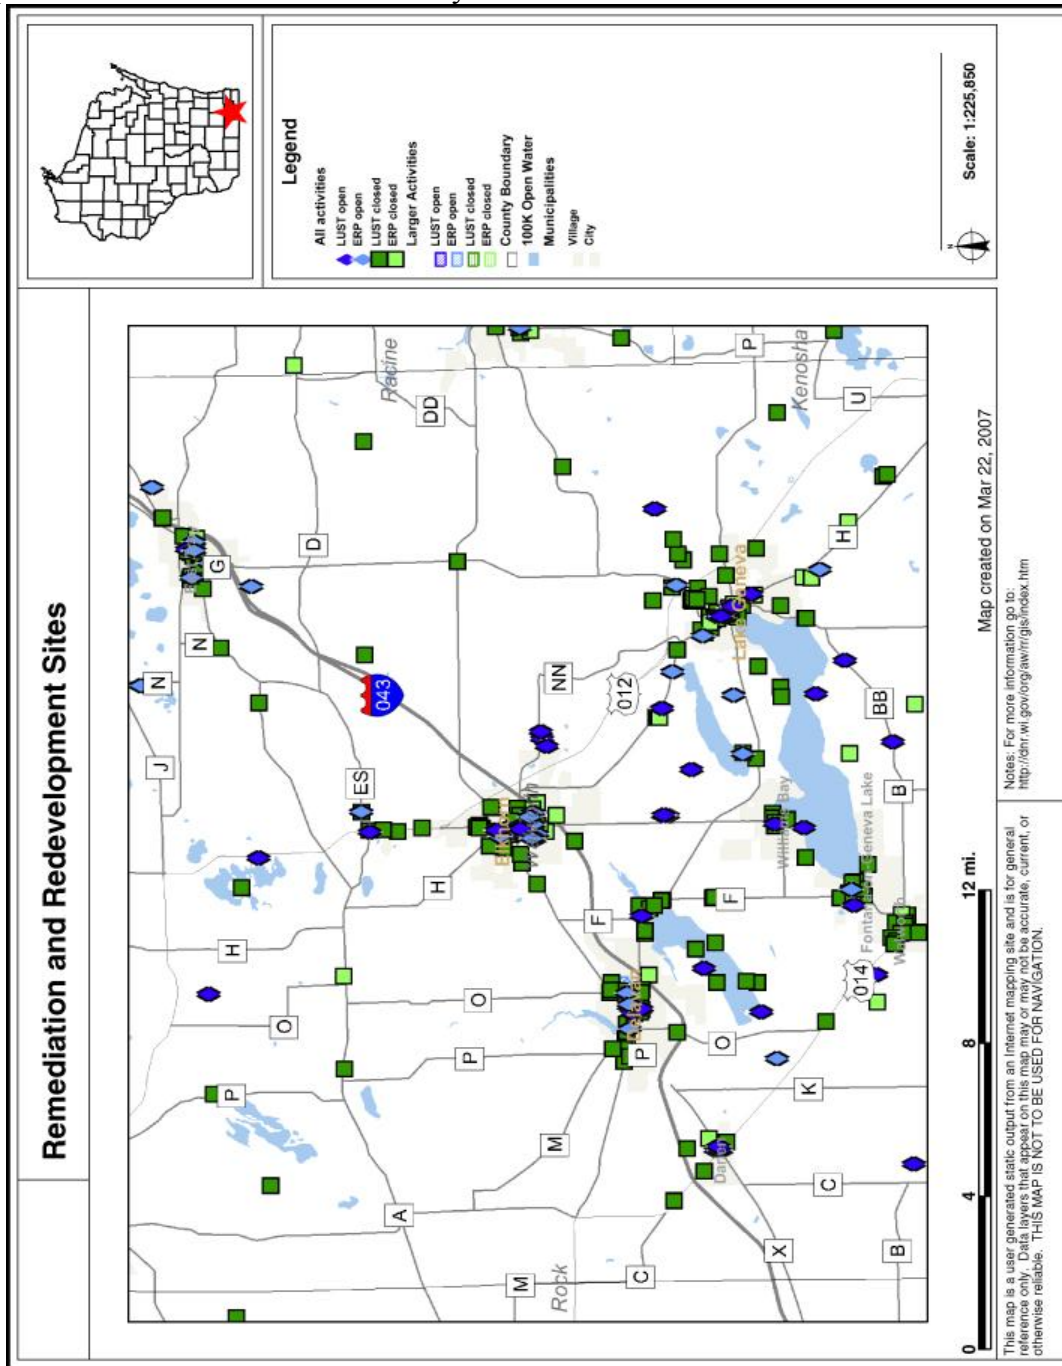 Remediation and Redevelopment Sites
Legend
All activities
LUST open
ERP open
LUST closed
ERP closed
Larger Activities
LUST open
ERP open
LUST closed
ERP closed
County Boundary
100K Open Water
Municipalities
Village
City
N
Scale: 1:225,850
J
N
N
G
D
Racine
DD
H
ES
043
O
P
O
H
P
A
Elkhorn
NN
012
M
M
Rock
F
Delavan
P
C
F
O
Darien
X
K
C
B
014
Williams Bay
Fontana On Geneva Lake
Walworth
B
BB
Lake Geneva
H
P
Kenosha
U
0
4
8
12 mi.
Map created on Mar 22, 2007
This map is a user generated static output from an Internet mapping site and is for general
reference only. Data layers that appear on this map may or may not be accurate, current, or
otherwise reliable. THIS MAP IS NOT TO BE USED FOR NAVIGATION.
Notes: For more information go to:
http://dnr.wi.gov/org/aw/rr/gis/index.htm